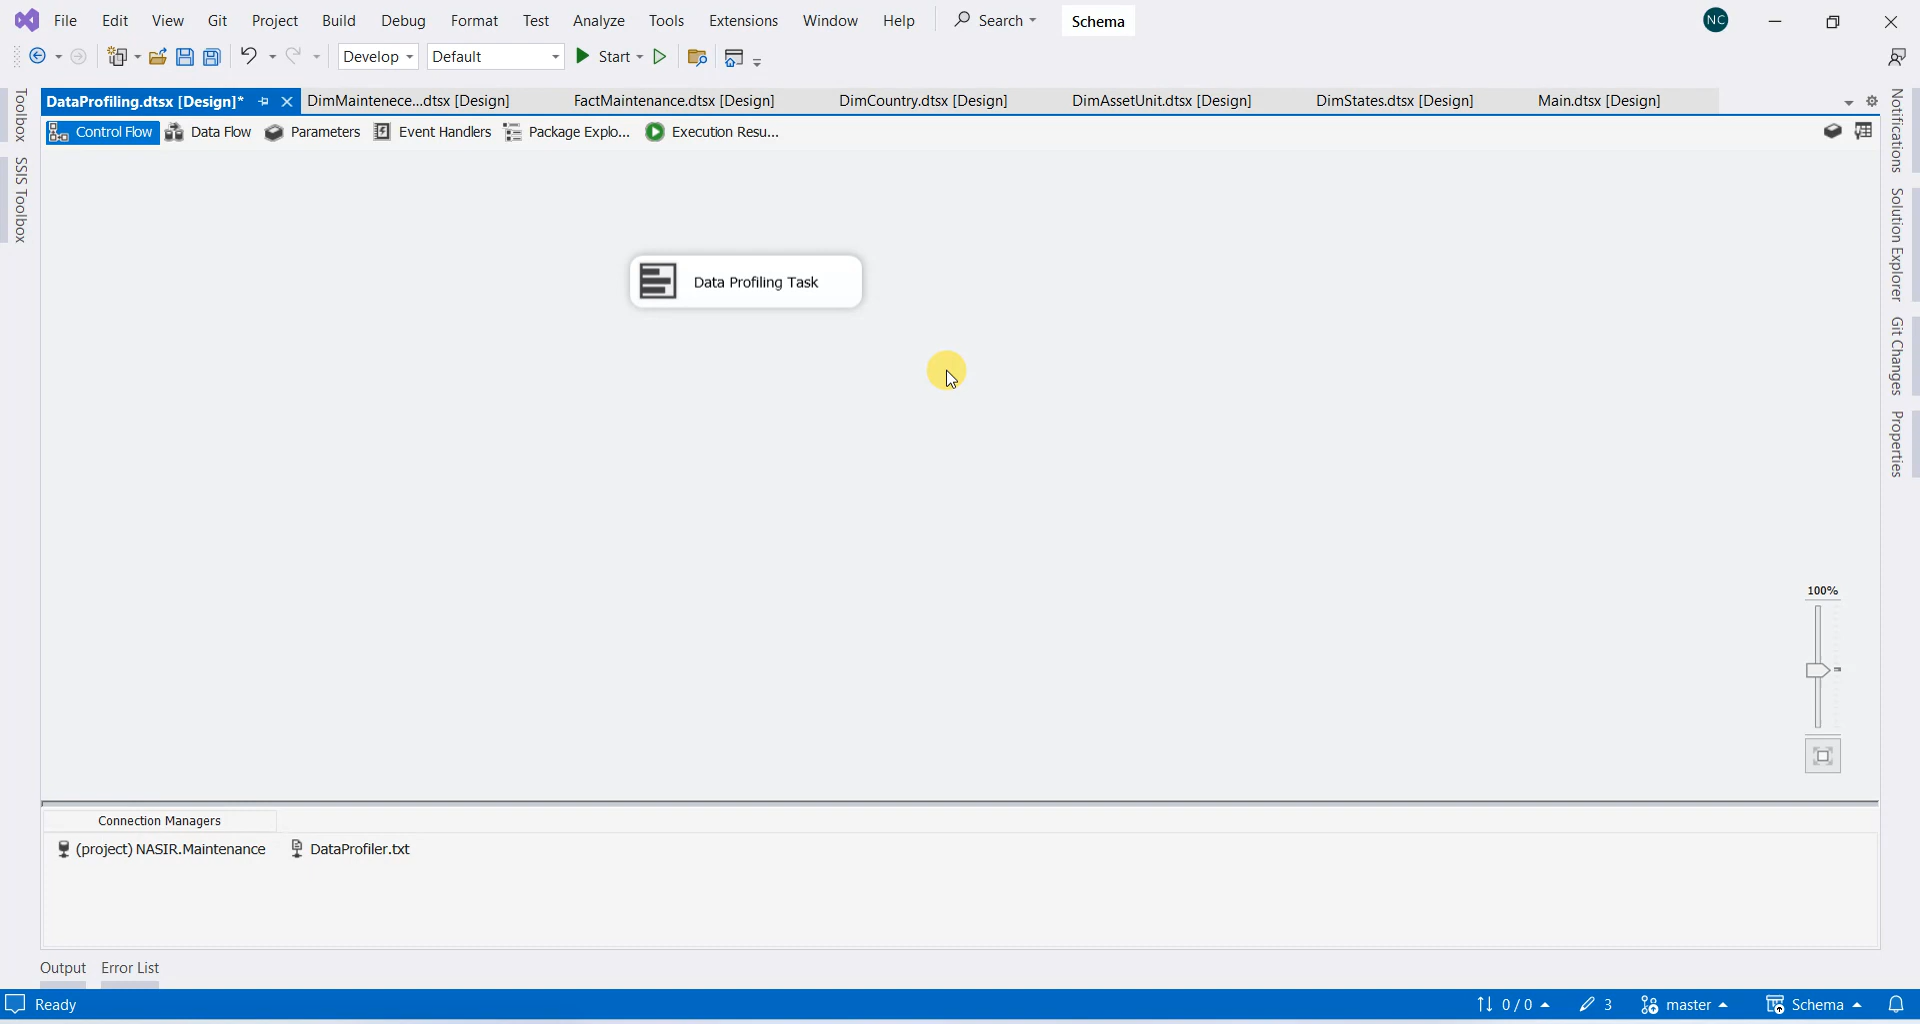 File Edit View Git Project Build Debug Format Test Analyze Tools Extensions Window Help Search Schema NC
Develop Default Start
DataProfiling.dtsx [Design]* DimMaintenece...dtsx [Design] FactMaintenance.dtsx [Design] DimCountry.dtsx [Design] DimAssetUnit.dtsx [Design] DimStates.dtsx [Design] Main.dtsx [Design]
Control Flow Data Flow Parameters Event Handlers Package Explo... Execution Resu...
Toolbox
SSIS Toolbox
Data Profiling Task
Notifications
Solution Explorer
Git Changes
Properties
100%
Connection Managers
(project) NASIR.Maintenance DataProfiler.txt
Output Error List
Ready 0 / 0 3 master Schema